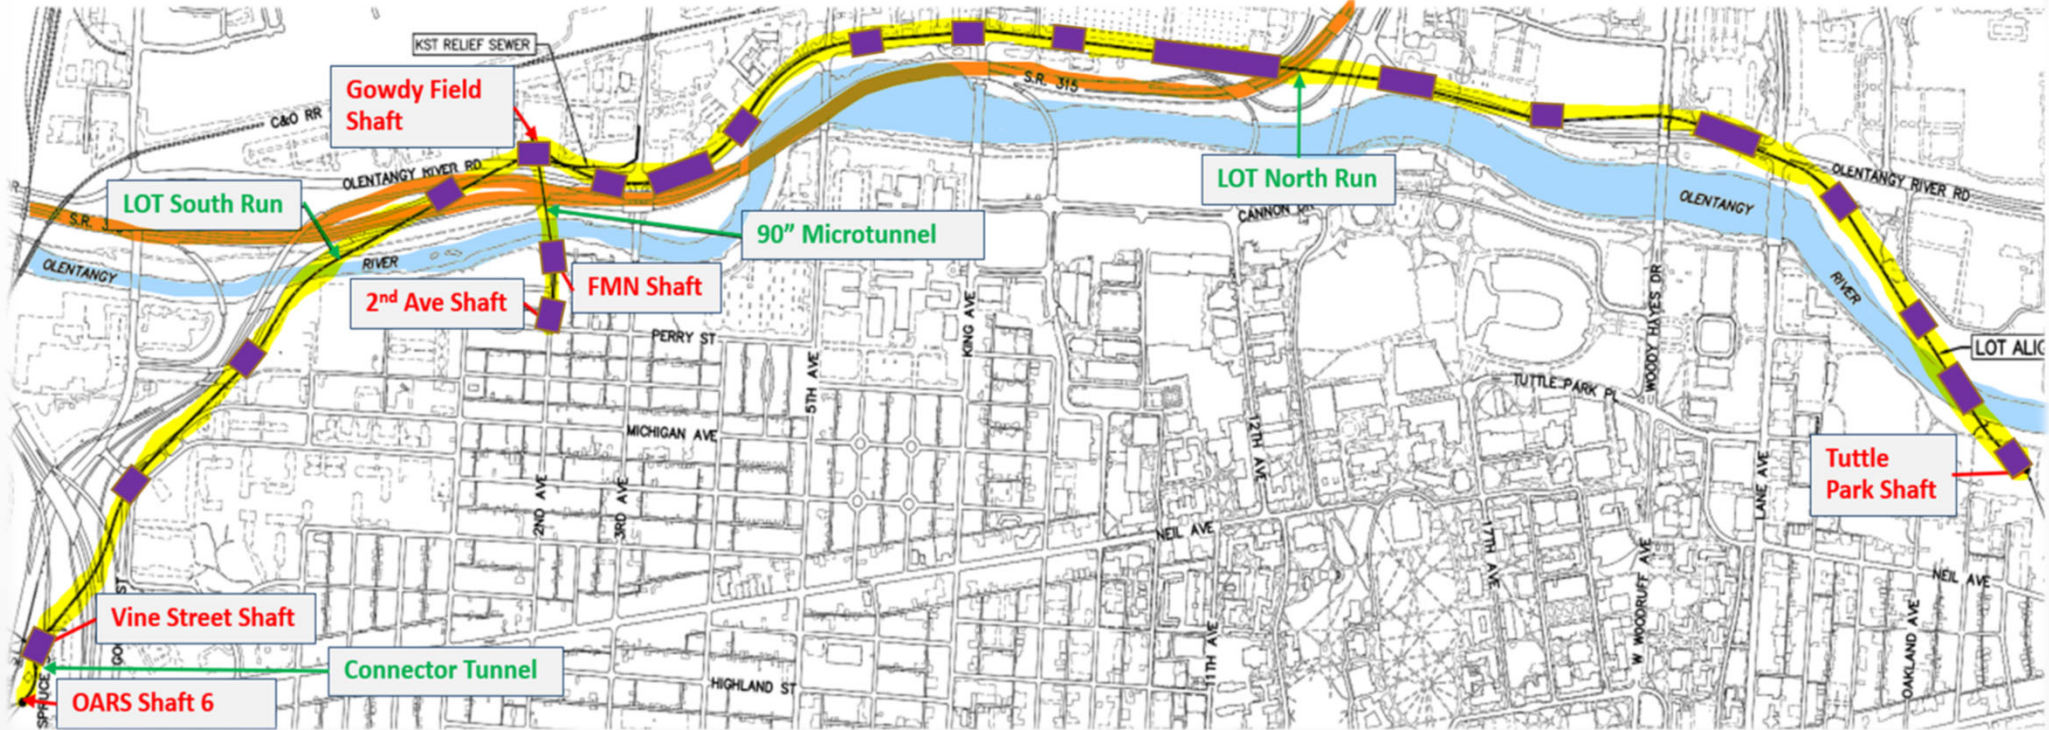 KST RELIEF SEWER
Gowdy Field
Shaft
C&O RR
S.R. 315
OLENTANGY RIVER RD
LOT South Run
LOT North Run
OLENTANGY RIVER RD
OLENTANGY
CANNON DR
90” Microtunnel
OLENTANGY
RIVER
FMN Shaft
2nd Ave Shaft
RIVER
PERRY ST
KING AVE
WOODY HAYES DR
LOT ALIG
5TH AVE
TUTTLE PARK PL
MICHIGAN AVE
12TH AVE
Tuttle
Park Shaft
2ND AVE
3RD AVE
LANE AVE
NEIL AVE
17TH AVE
NEIL AVE
W WOODRUFF AVE
OAKLAND AVE
Vine Street Shaft
11TH AVE
Connector Tunnel
HIGHLAND ST
OARS Shaft 6
SPRUCE